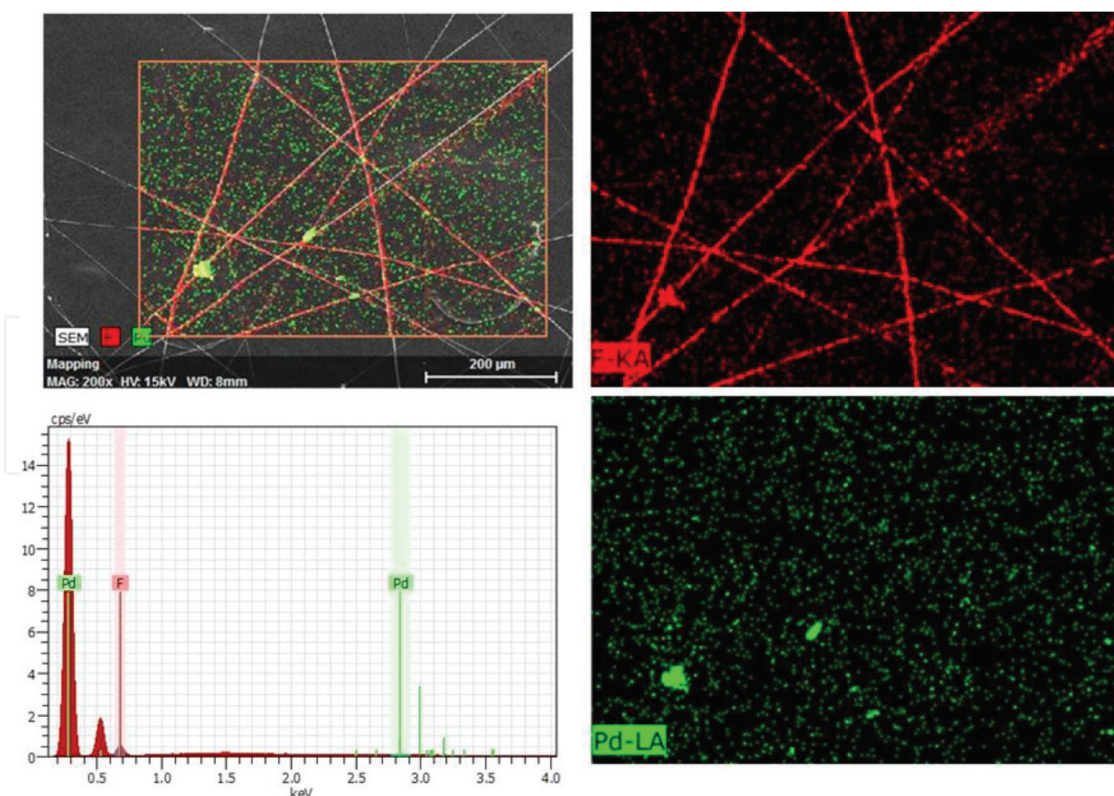 SEM F Pd
Mapping
MAG: 200x HV: 15kV WD: 8mm
200 µm
F-KA
cps/eV
14
12
10
8
6
4
2
0
Pd F Pd
0.5 1.0 1.5 2.0 2.5 3.0 3.5 4.0
keV
Pd-LA